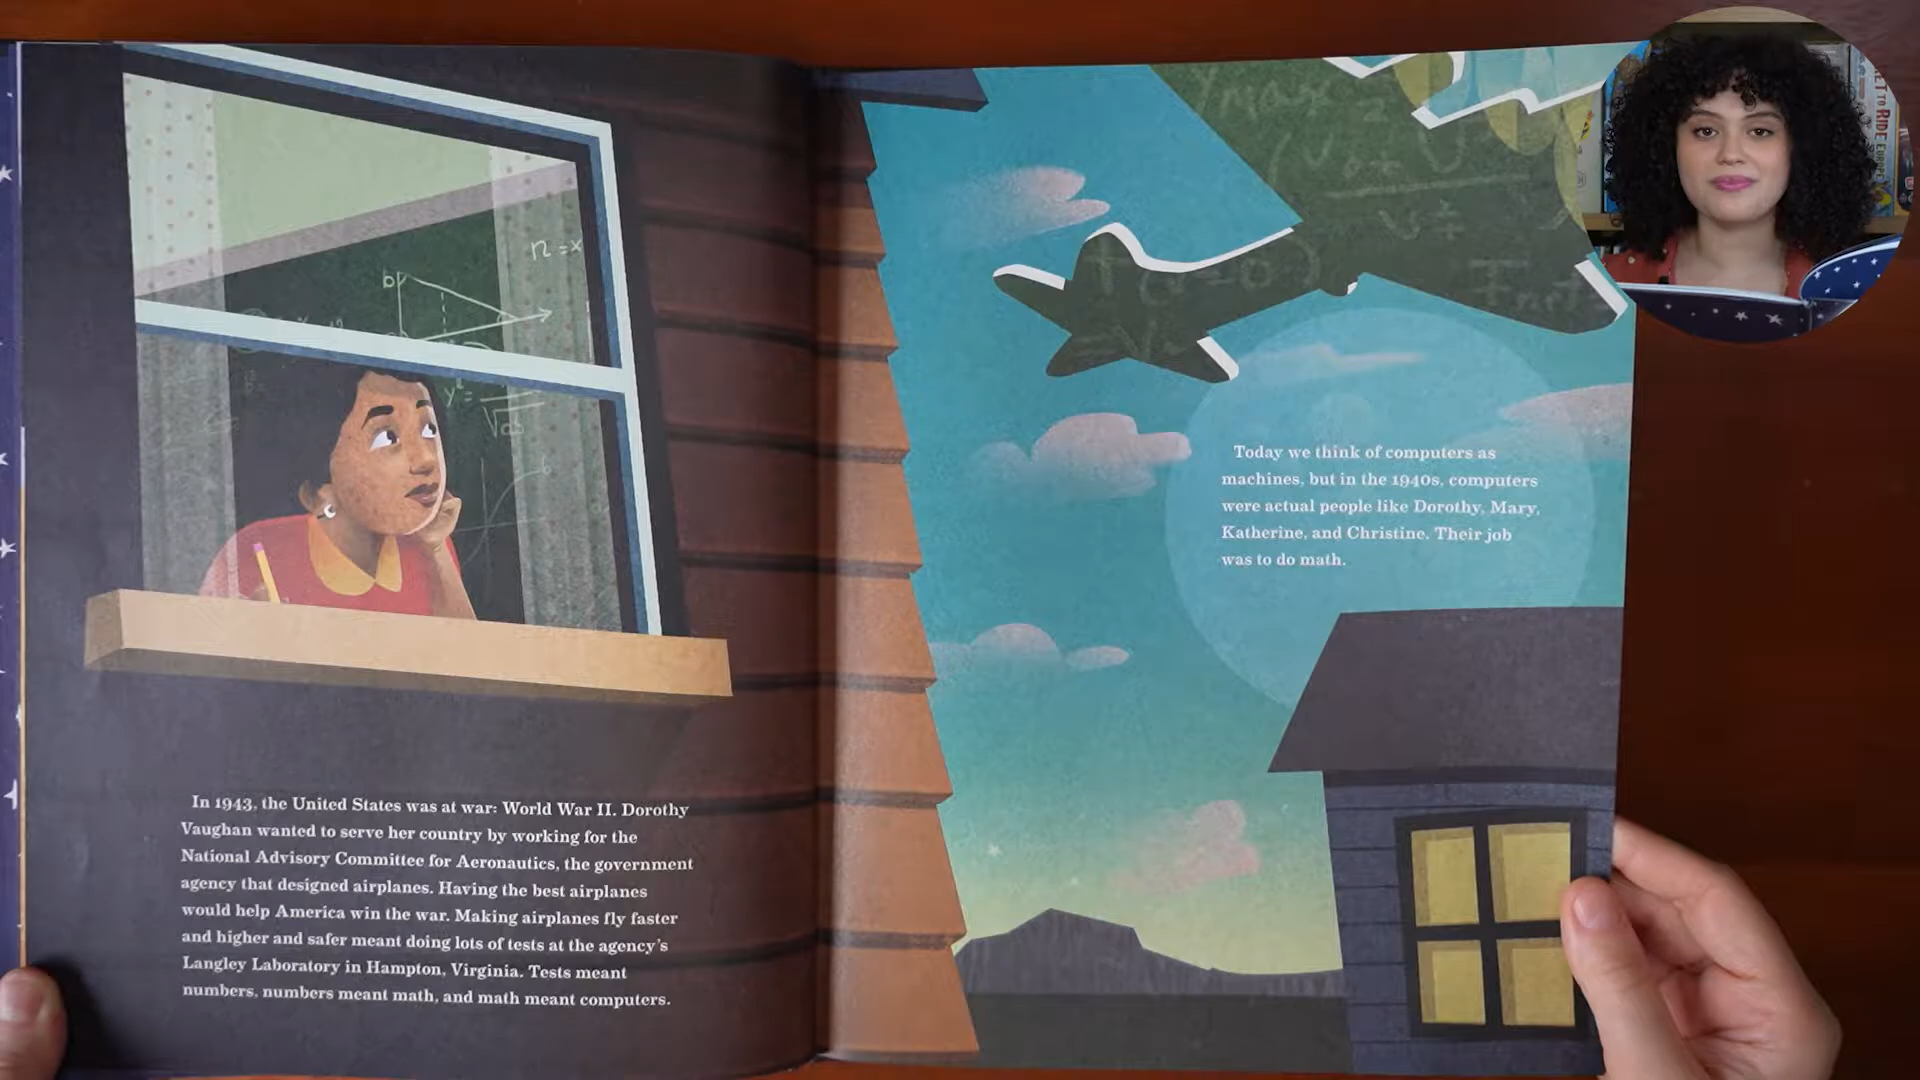 n = x
b
y² =
In 1943, the United States was at war: World War II. Dorothy
Vaughan wanted to serve her country by working for the
National Advisory Committee for Aeronautics, the government
agency that designed airplanes. Having the best airplanes
would help America win the war. Making airplanes fly faster
and higher and safer meant doing lots of tests at the agency's
Langley Laboratory in Hampton, Virginia. Tests meant
numbers, numbers meant math, and math meant computers.
Today we think of computers as
machines, but in the 1940s, computers
were actual people like Dorothy, Mary,
Katherine, and Christine. Their job
was to do math.
TO RIDE